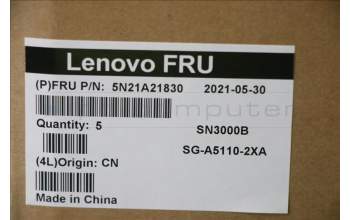 Lenovo FRU
(P)FRU P/N: 5N21A21830 2021-05-30
Quantity: 5 SN3000B
SG-A5110-2XA
(4L)Origin: CN
Made in China